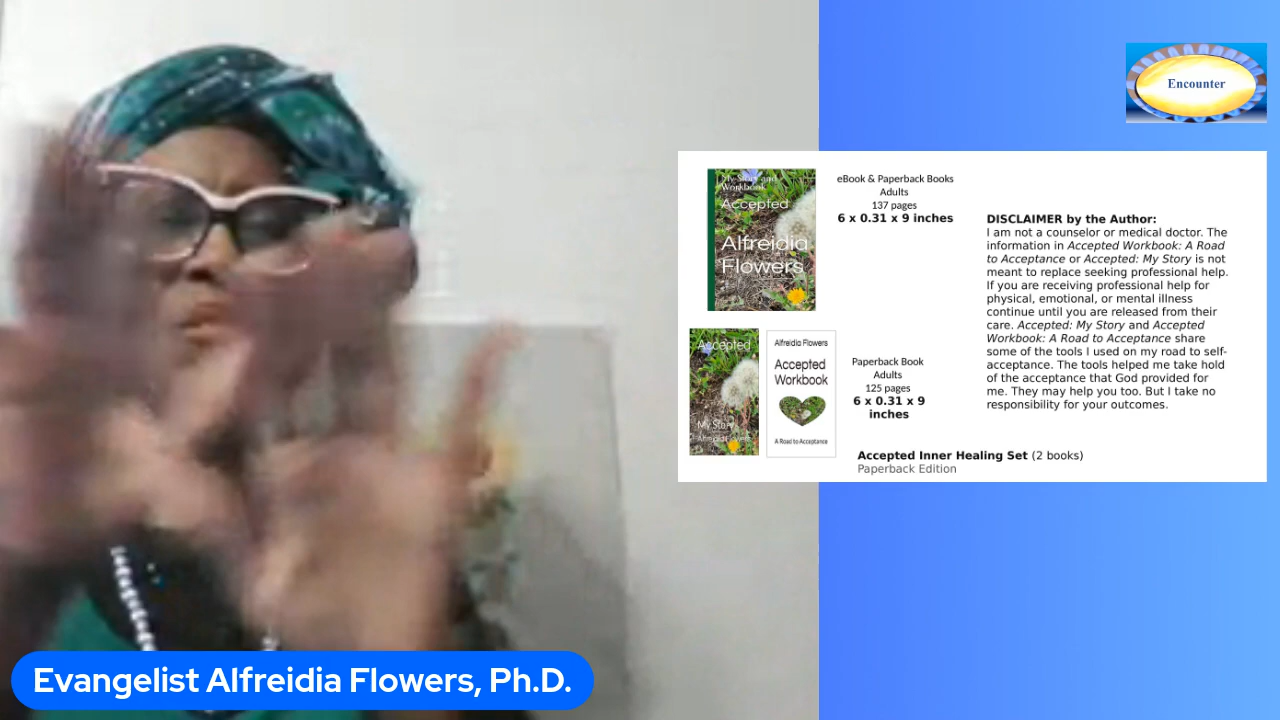 Encounter
My Story and
Workbook
Accepted
Alfreidia
Flowers
eBook & Paperback Books
Adults
137 pages
6 x 0.31 x 9 inches
Accepted
My Story
Alfreidia Flowers
Alfreidia Flowers
Accepted
Workbook
A Road to Acceptance
Paperback Book
Adults
125 pages
6 x 0.31 x 9
inches
DISCLAIMER by the Author:
I am not a counselor or medical doctor. The
information in Accepted Workbook: A Road
to Acceptance or Accepted: My Story is not
meant to replace seeking professional help.
If you are receiving professional help for
physical, emotional, or mental illness
continue until you are released from their
care. Accepted: My Story and Accepted
Workbook: A Road to Acceptance share
some of the tools I used on my road to self-
acceptance. The tools helped me take hold
of the acceptance that God provided for
me. They may help you too. But I take no
responsibility for your outcomes.
Accepted Inner Healing Set (2 books)
Paperback Edition
Evangelist Alfreidia Flowers, Ph.D.